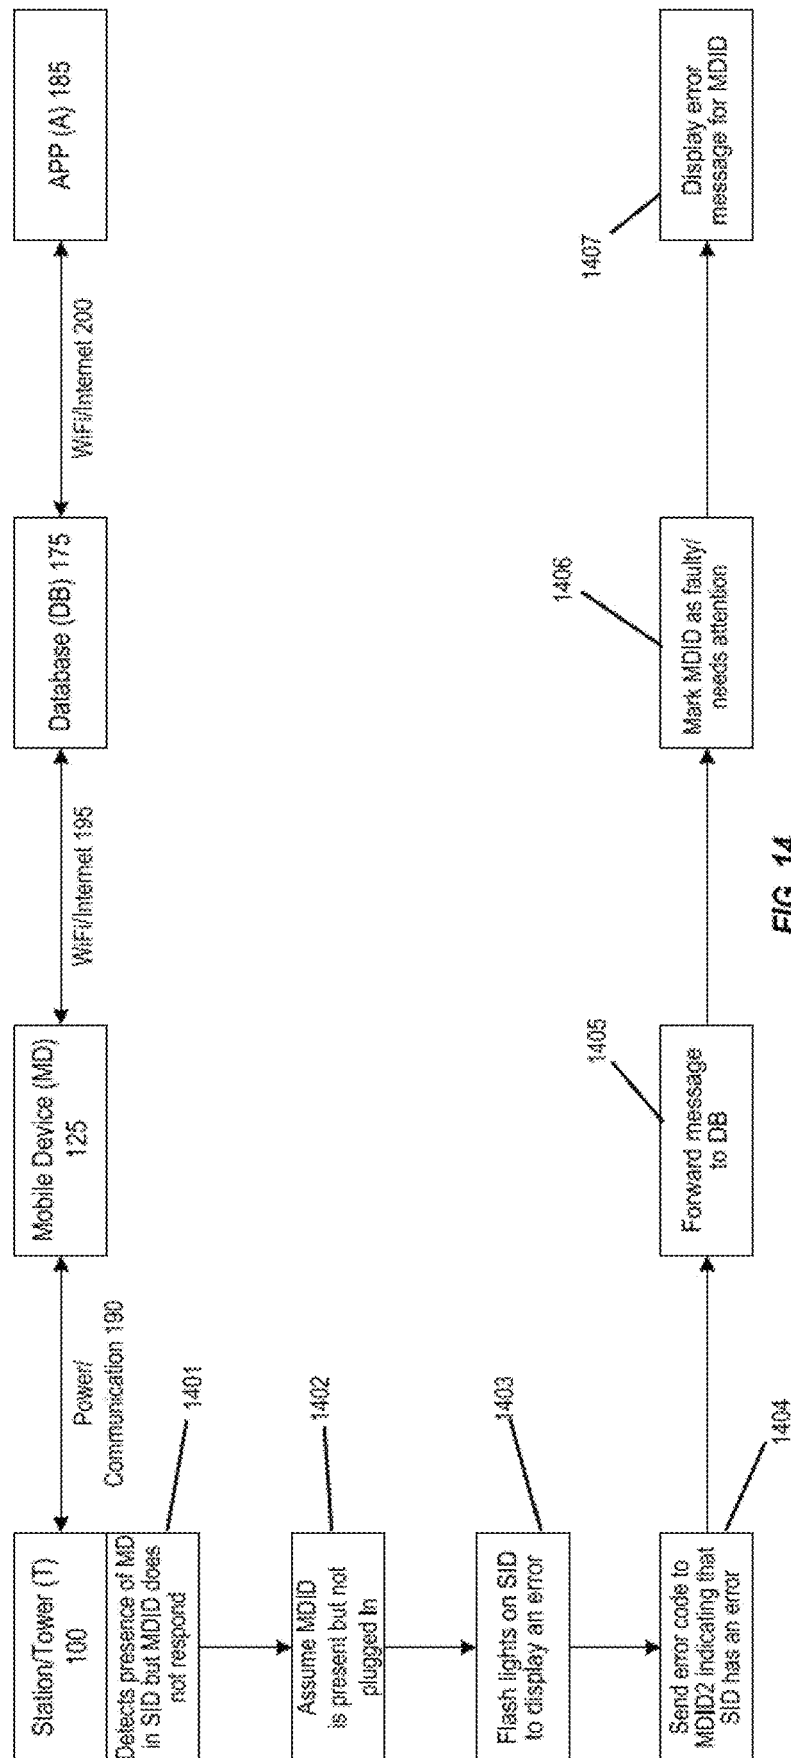 Station/Tower (T)
100
Power/
Communication 190
Mobile Device (MD)
125
WiFi/Internet 195
Database (DB) 175
WiFi/Internet 200
APP (A) 185
Detects presence of MD
in SID but MDID does
not respond
1401
Assume MDID
is present but not
plugged In
1402
Flash lights on SID
to display an error
1403
Send error code to
MDID2 indicating that
SID has an error
1404
Forward message
to DB
1405
Mark MDID as faulty/
needs attention
1406
Display error
message for MDID
1407
FIG. 14